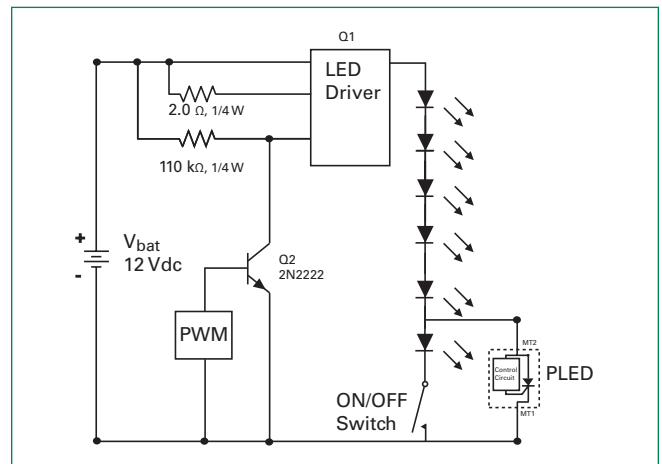 Q1
LED
Driver
2.0 Ω, 1/4 W
110 kΩ, 1/4 W
+
Vbat
12 Vdc
-
Q2
2N2222
PWM
MT2
Control
Circuit
PLED
MT1
ON/OFF
Switch